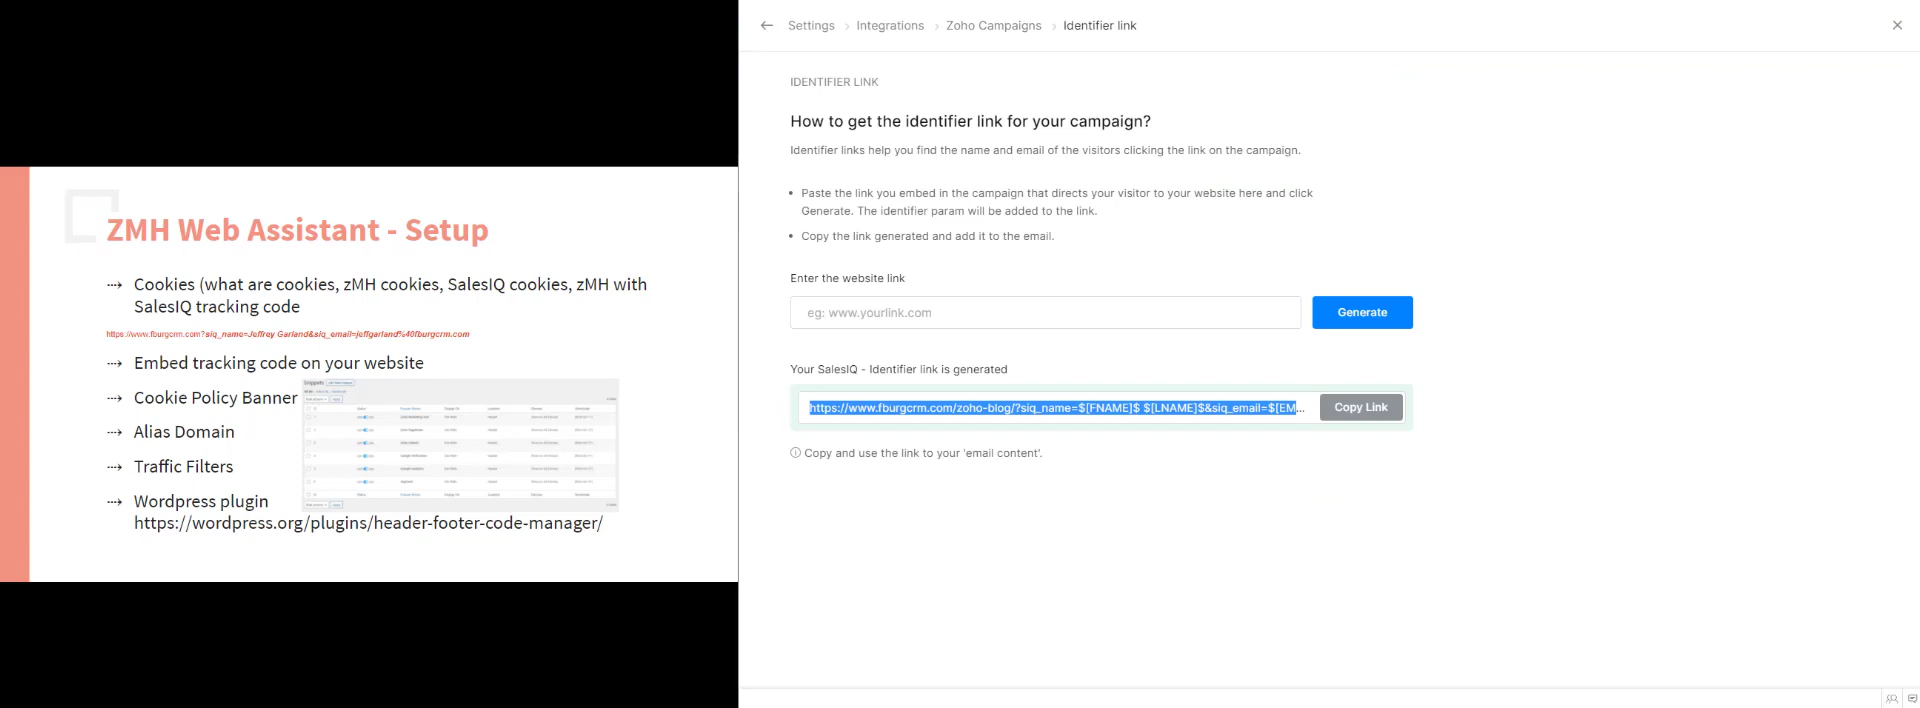 ZMH Web Assistant - Setup
⤑ Cookies (what are cookies, zMH cookies, SalesIQ cookies, zMH with
SalesIQ tracking code
https://www.fburgcrm.com?siq_name=Jeffrey Garland&siq_email=jeffgarland%40fburgcrm.com
⤑ Embed tracking code on your website
⤑ Cookie Policy Banner
⤑ Alias Domain
⤑ Traffic Filters
⤑ Wordpress plugin
https://wordpress.org/plugins/header-footer-code-manager/
Snippets
← Settings > Integrations > Zoho Campaigns > Identifier link ×
IDENTIFIER LINK
How to get the identifier link for your campaign?
Identifier links help you find the name and email of the visitors clicking the link on the campaign.
• Paste the link you embed in the campaign that directs your visitor to your website here and click
Generate. The identifier param will be added to the link.
• Copy the link generated and add it to the email.
Enter the website link
eg: www.yourlink.com Generate
Your SalesIQ - Identifier link is generated
https://www.fburgcrm.com/zoho-blog/?siq_name=$[FNAME]$ $[LNAME]$&siq_email=$[EM... Copy Link
Copy and use the link to your 'email content'.